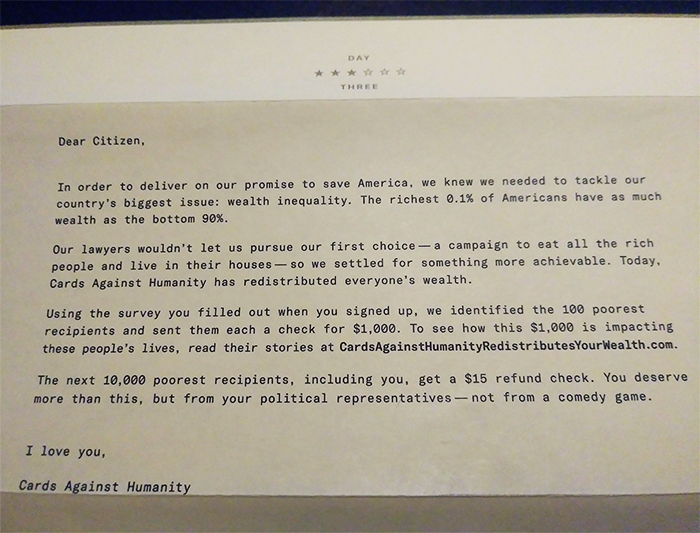 DAY
★ ★ ★ ☆ ☆ ☆
THREE
Dear Citizen,
In order to deliver on our promise to save America, we knew we needed to tackle our
country's biggest issue: wealth inequality. The richest 0.1% of Americans have as much
wealth as the bottom 90%.
Our lawyers wouldn't let us pursue our first choice—a campaign to eat all the rich
people and live in their houses—so we settled for something more achievable. Today,
Cards Against Humanity has redistributed everyone's wealth.
Using the survey you filled out when you signed up, we identified the 100 poorest
recipients and sent them each a check for $1,000. To see how this $1,000 is impacting
these people's lives, read their stories at CardsAgainstHumanityRedistributesYourWealth.com.
The next 10,000 poorest recipients, including you, get a $15 refund check. You deserve
more than this, but from your political representatives—not from a comedy game.
I love you,
Cards Against Humanity